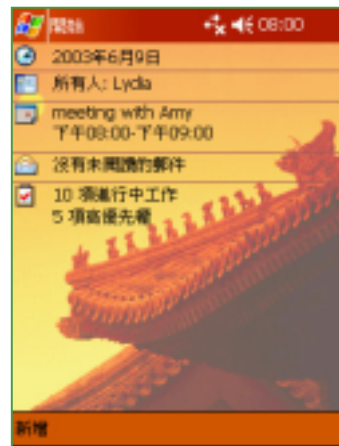 開始 08:00
2003年6月9日
所有人: Lydia
meeting with Amy
下午08:00-下午09:00
沒有未閱讀的郵件
10 項進行中工作
5 項高優先權
新增